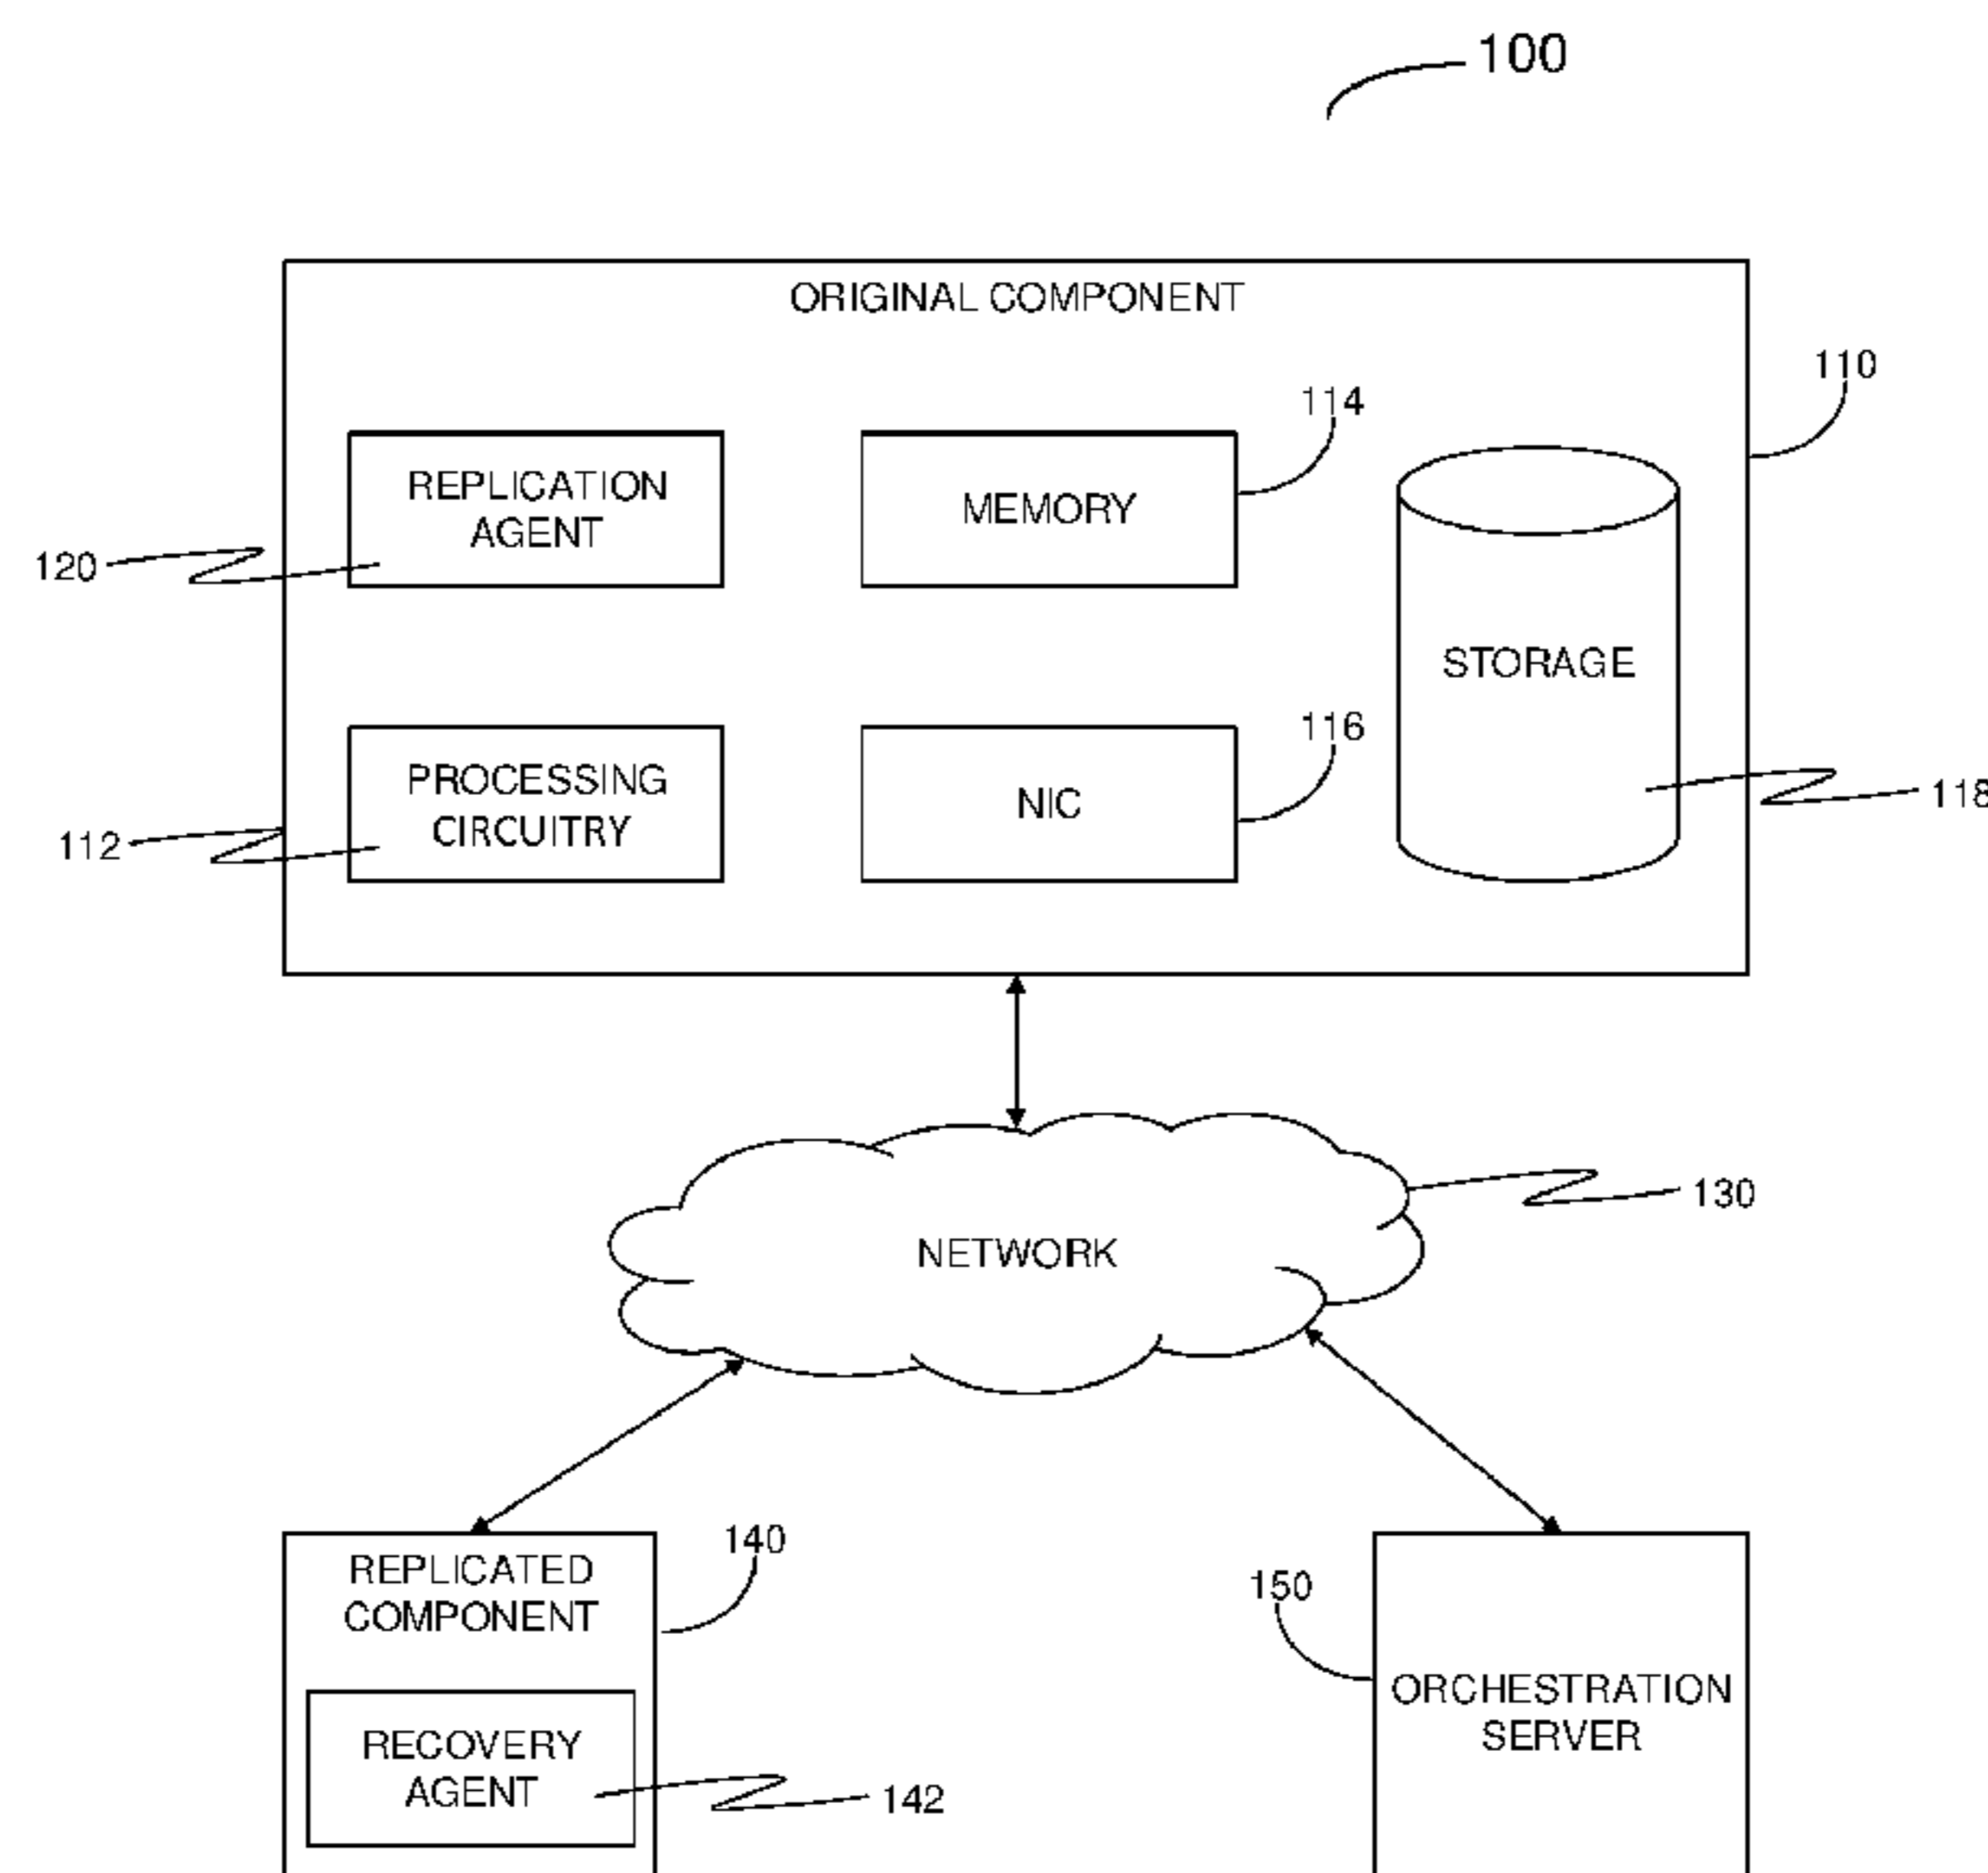 100
ORIGINAL COMPONENT
110
114
REPLICATION
AGENT
MEMORY
120
STORAGE
116
PROCESSING
CIRCUITRY
NIC
118
112
130
NETWORK
140
REPLICATED
COMPONENT
150
ORCHESTRATION
SERVER
RECOVERY
AGENT
142